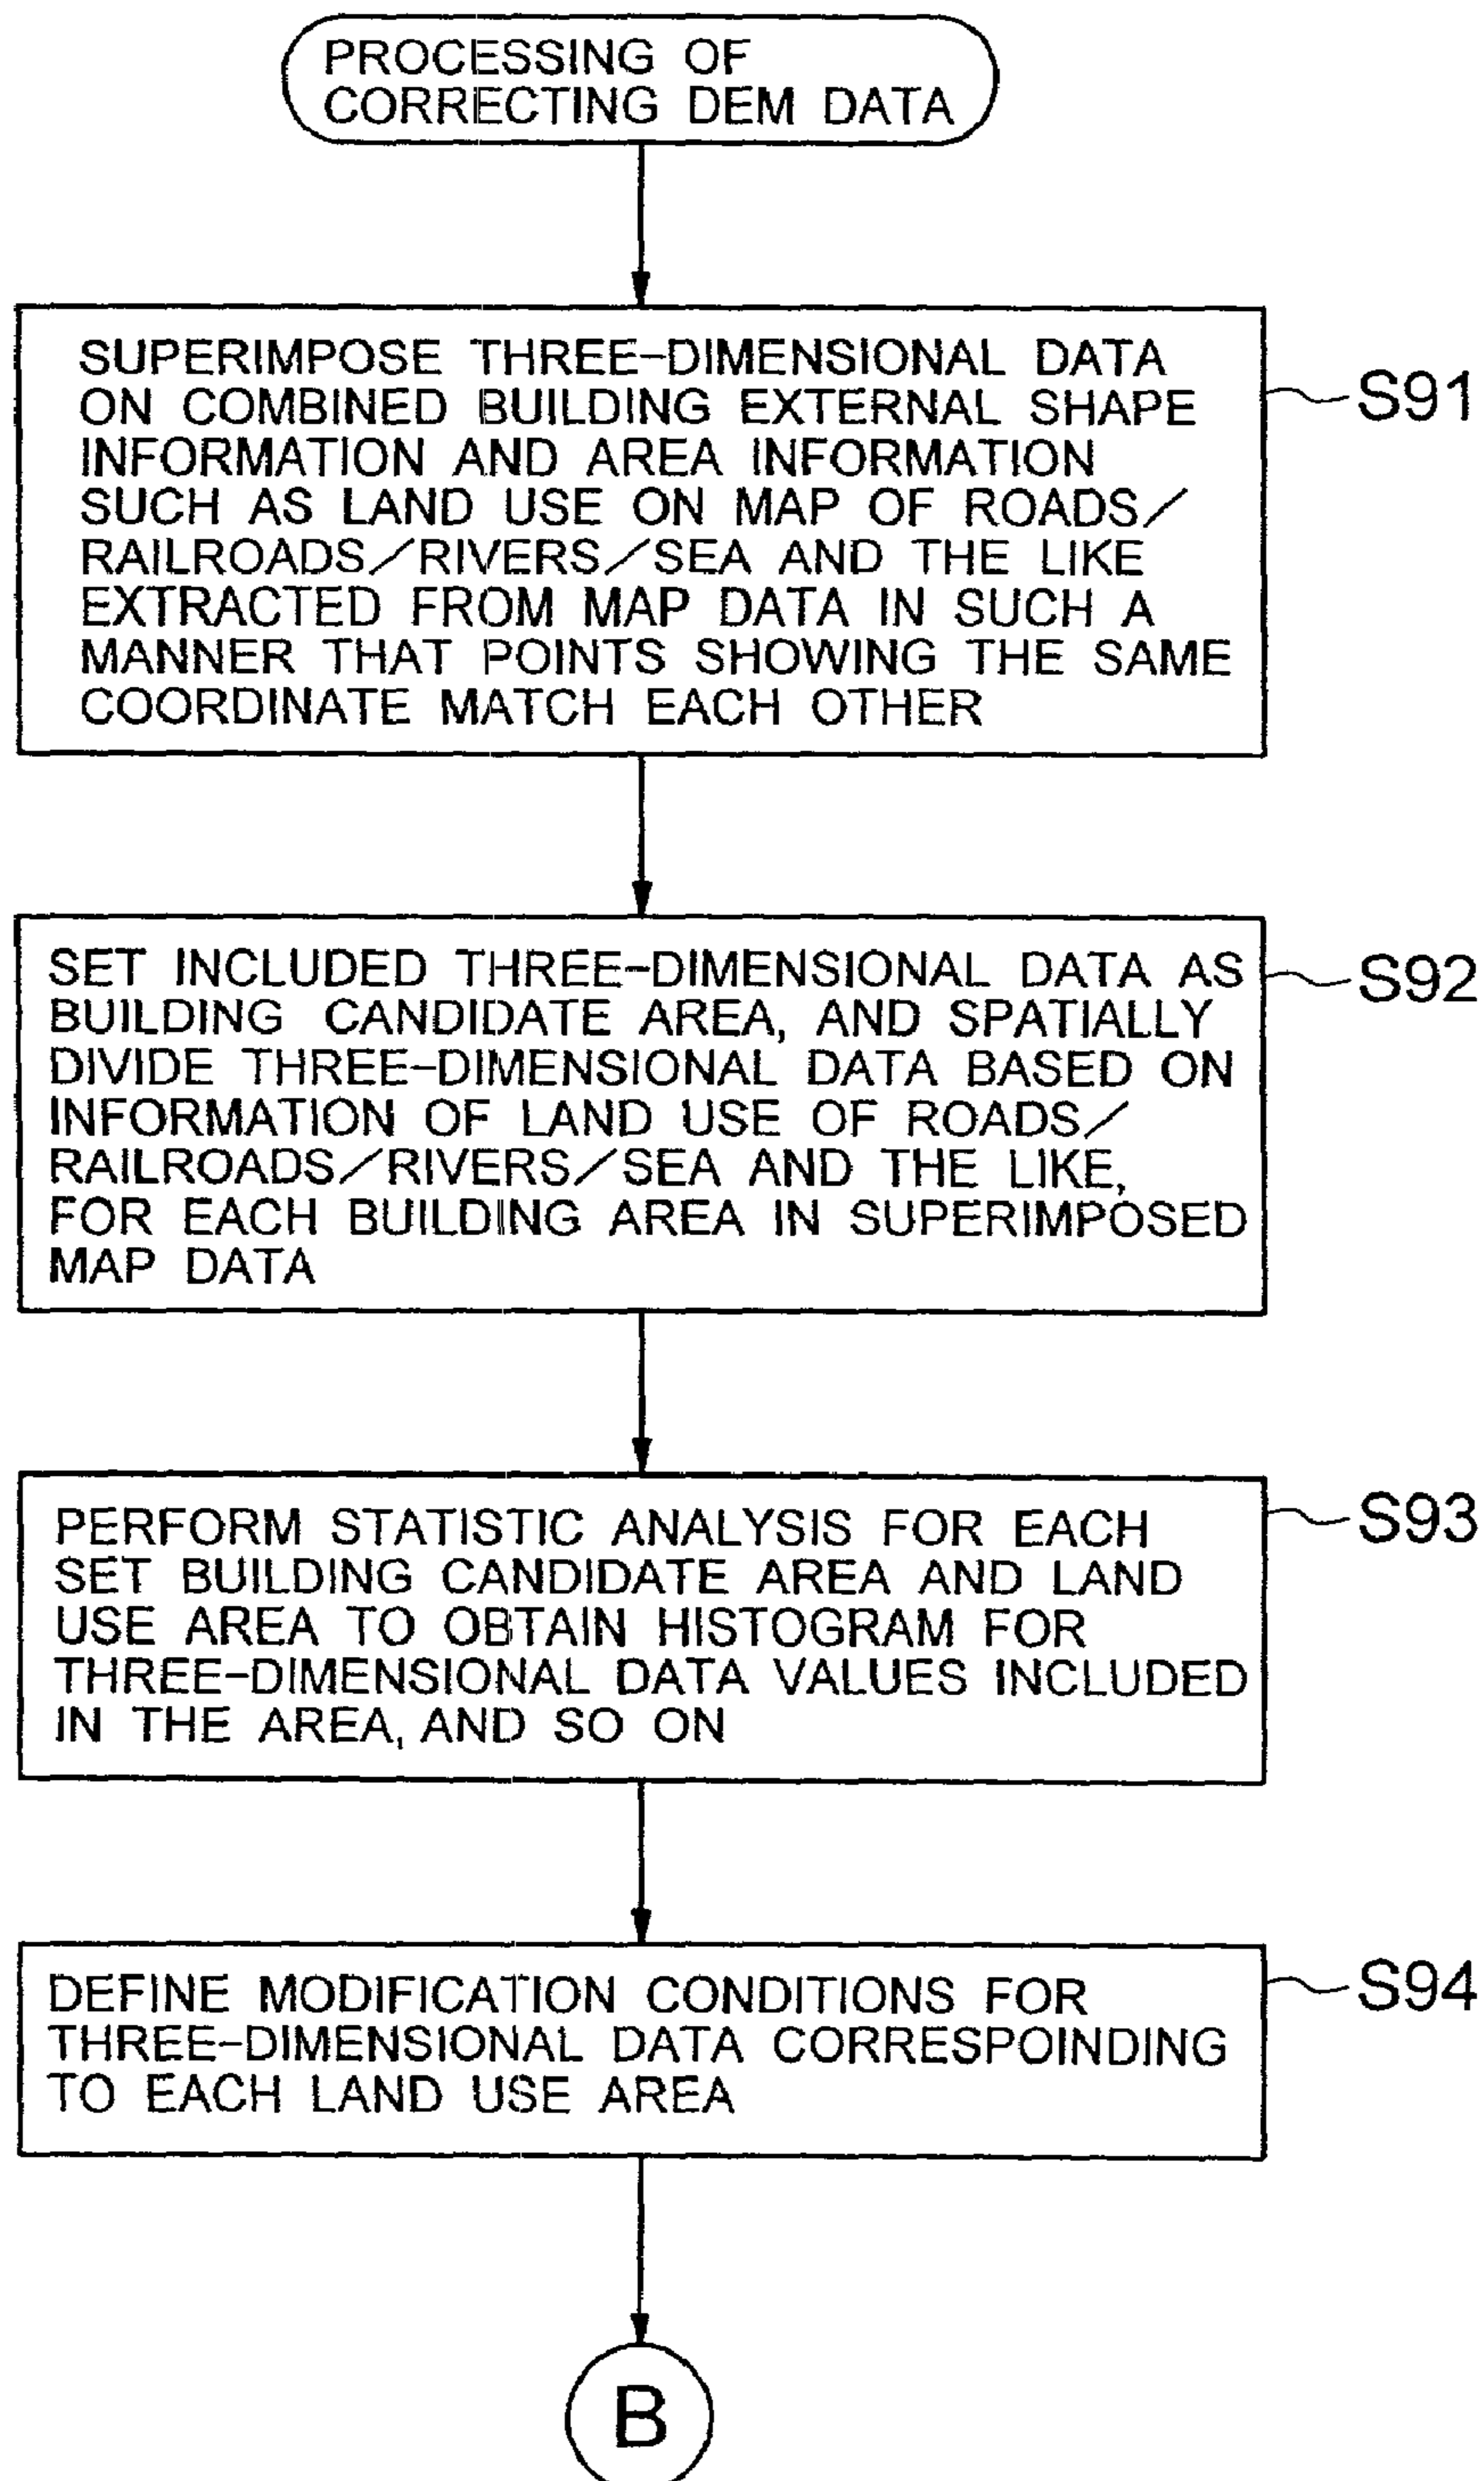 PROCESSING OF
CORRECTING DEM DATA
SUPERIMPOSE THREE-DIMENSIONAL DATA
ON COMBINED BUILDING EXTERNAL SHAPE
INFORMATION AND AREA INFORMATION
SUCH AS LAND USE ON MAP OF ROADS/
RAILROADS/RIVERS/SEA AND THE LIKE
EXTRACTED FROM MAP DATA IN SUCH A
MANNER THAT POINTS SHOWING THE SAME
COORDINATE MATCH EACH OTHER
S91
SET INCLUDED THREE-DIMENSIONAL DATA AS
BUILDING CANDIDATE AREA, AND SPATIALLY
DIVIDE THREE-DIMENSIONAL DATA BASED ON
INFORMATION OF LAND USE OF ROADS/
RAILROADS/RIVERS/SEA AND THE LIKE,
FOR EACH BUILDING AREA IN SUPERIMPOSED
MAP DATA
S92
PERFORM STATISTIC ANALYSIS FOR EACH
SET BUILDING CANDIDATE AREA AND LAND
USE AREA TO OBTAIN HISTOGRAM FOR
THREE-DIMENSIONAL DATA VALUES INCLUDED
IN THE AREA, AND SO ON
S93
DEFINE MODIFICATION CONDITIONS FOR
THREE-DIMENSIONAL DATA CORRESPOINDING
TO EACH LAND USE AREA
S94
B